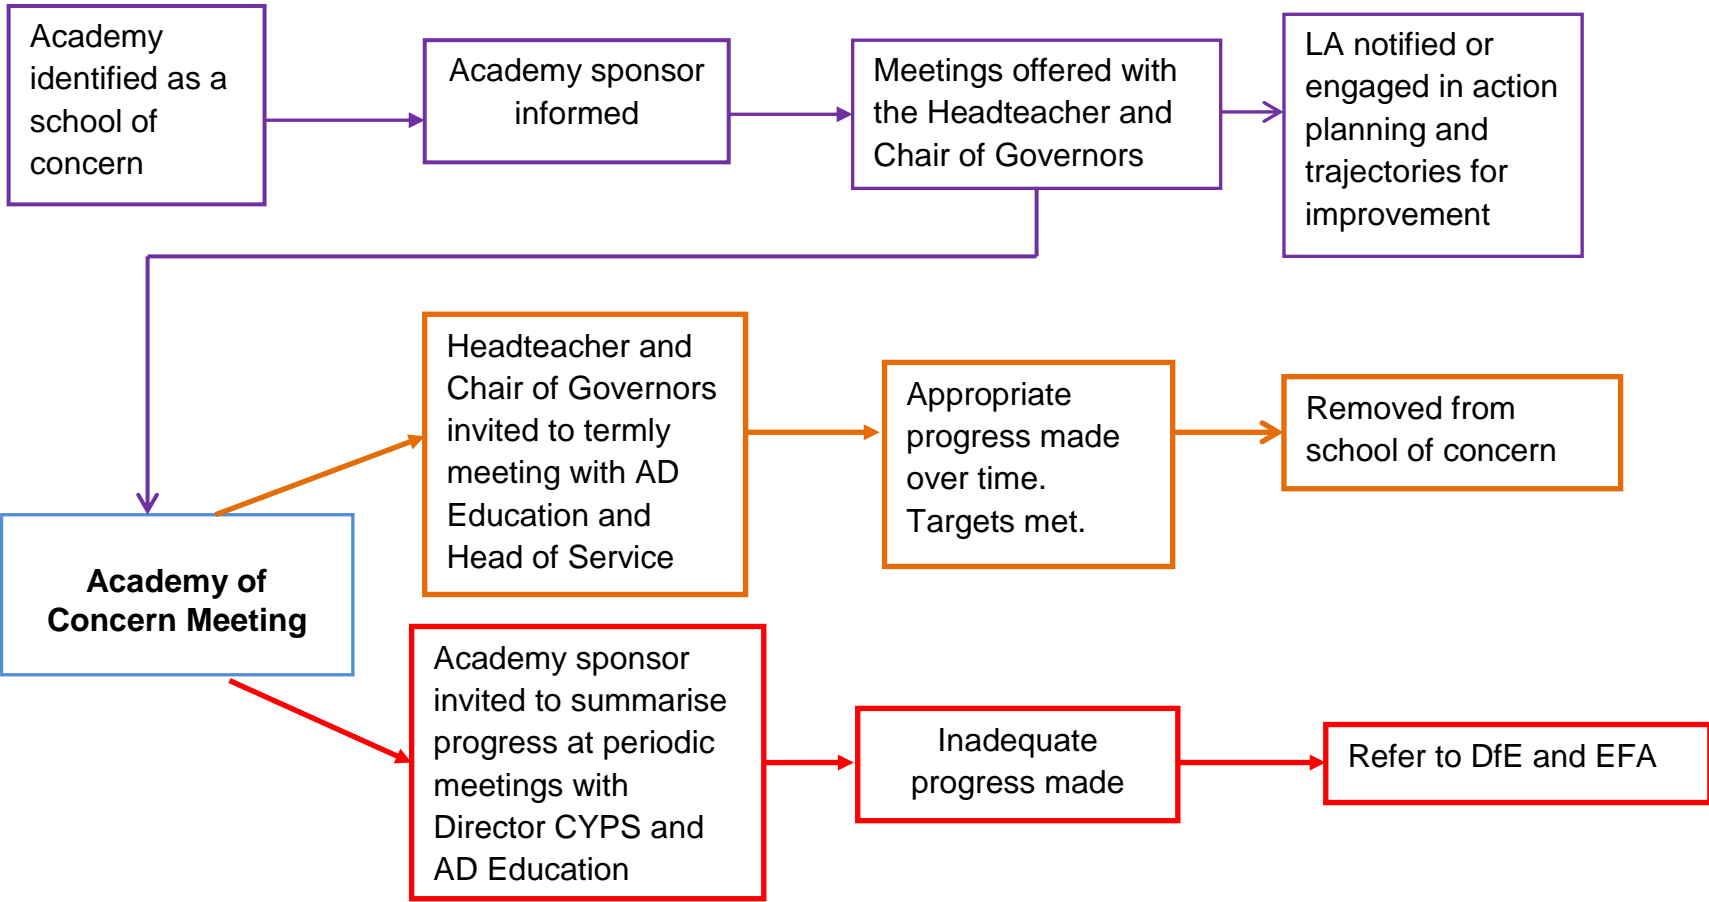 Academy
identified as a
school of
concern
Academy sponsor
informed
Meetings offered with
the Headteacher and
Chair of Governors
LA notified or
engaged in action
planning and
trajectories for
improvement
Headteacher and
Chair of Governors
invited to termly
meeting with AD
Education and
Head of Service
Appropriate
progress made
over time.
Targets met.
Removed from
school of concern
Academy of
Concern Meeting
Academy sponsor
invited to summarise
progress at periodic
meetings with
Director CYPS and
AD Education
Inadequate
progress made
Refer to DfE and EFA